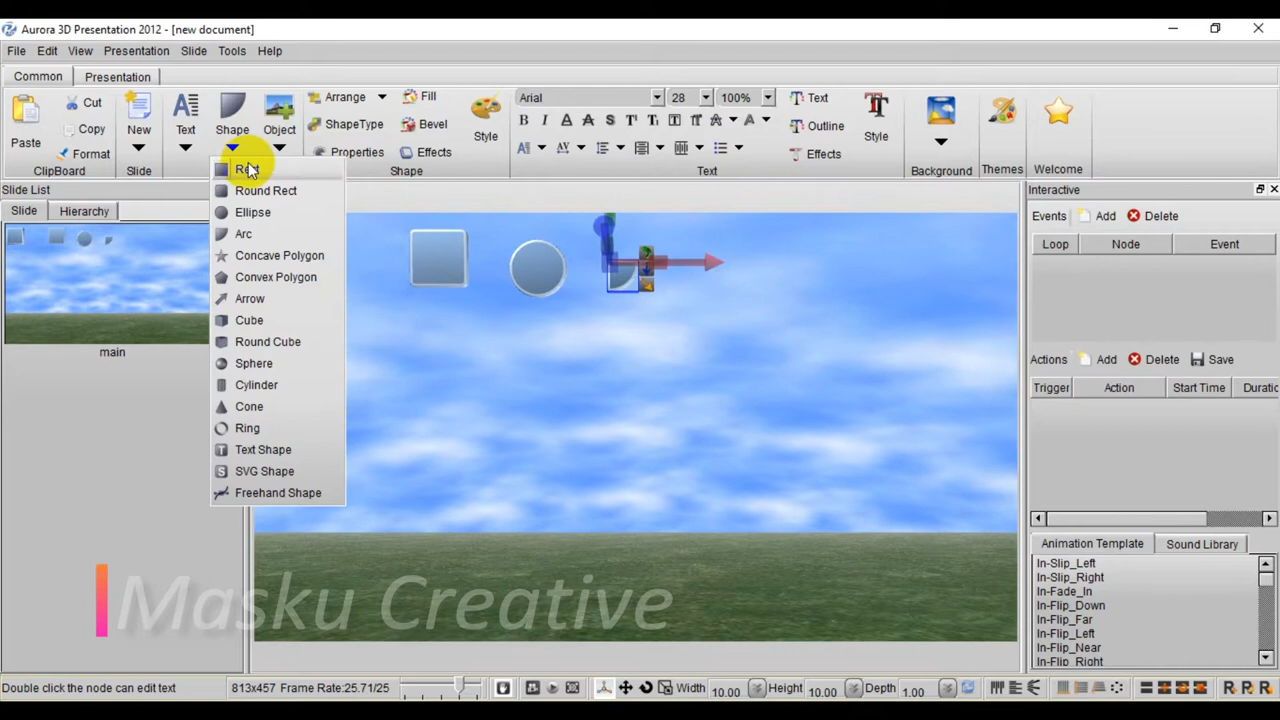 Aurora 3D Presentation 2012 - [new document]
File Edit View Presentation Slide Tools Help
Common Presentation
Paste Cut Copy Format ClipBoard
New Slide
Text Shape Object
Arrange Fill
ShapeType Bevel
Properties Effects
Style
Shape
Arial 28 100%
Text
Outline
Effects
Style
Text
Background
Themes
Welcome
Slide List
Slide Hierarchy
main
Round Rect
Ellipse
Arc
Concave Polygon
Convex Polygon
Arrow
Cube
Round Cube
Sphere
Cylinder
Cone
Ring
Text Shape
SVG Shape
Freehand Shape
Interactive
Events Add Delete
Loop Node Event
Actions Add Delete Save
Trigger Action Start Time
Animation Template Sound Library
In-Slip_Left
In-Slip_Right
In-Fade_In
In-Flip_Down
In-Flip_Far
In-Flip_Left
In-Flip_Near
In-Flip_Right
Masku Creative
Double click the node can edit text 813x457 Frame Rate:25.71/25 Width 10.00 Height 10.00 Depth 1.00